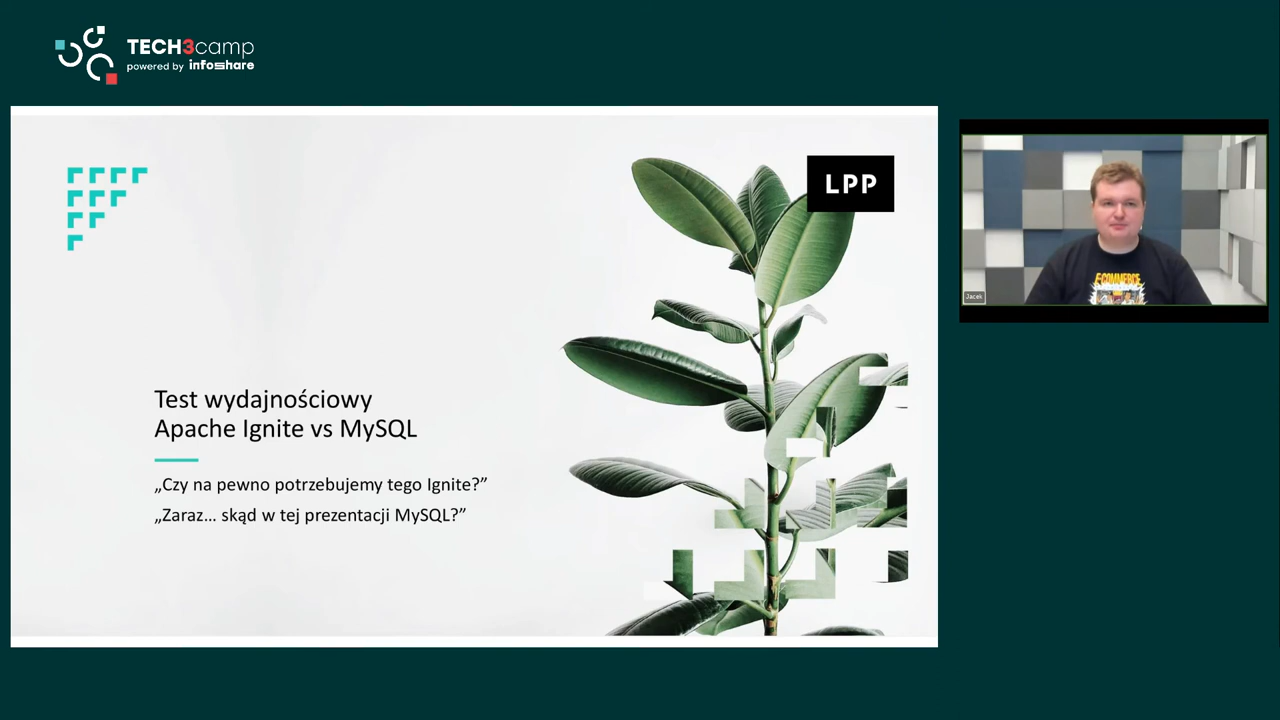 TECH3camp
powered by infoshare
LPP
Test wydajnościowy
Apache Ignite vs MySQL
„Czy na pewno potrzebujemy tego Ignite?”
„Zaraz... skąd w tej prezentacji MySQL?”
E-COMMERCE
Jacek